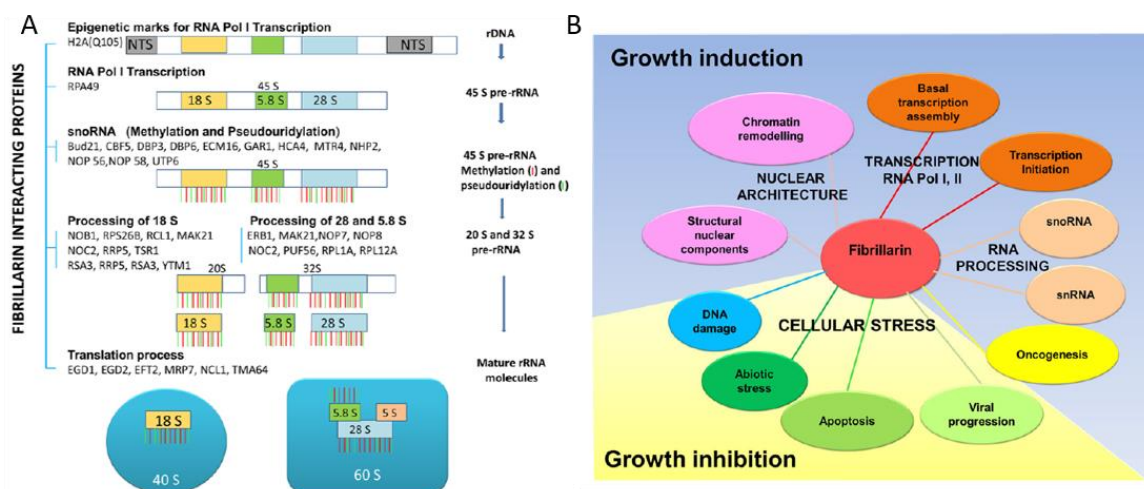 A
FIBRILLARIN INTERACTING PROTEINS
Epigenetic marks for RNA Pol I Transcription
H2A(Q105)
NTS
NTS
rDNA
RNA Pol I Transcription
RPA49
45 S
18 S
5.8 S
28 S
45 S pre-rRNA
snoRNA (Methylation and Pseudouridylation)
Bud21, CBF5, DBP3, DBP6, ECM16, GAR1, HCA4, MTR4, NHP2,
NOP 56,NOP 58, UTP6
45 S
45 S pre-rRNA
Methylation (|) and
pseudouridylation (|)
Processing of 18 S
NOB1, RPS26B, RCL1, MAK21
NOC2, RRP5, TSR1
RSA3, RRP5, RSA3, YTM1
20S
18 S
Processing of 28 and 5.8 S
ERB1, MAK21,NOP7, NOP8
NOC2, PUF56, RPL1A, RPL12A
32S
5.8 S
28 S
20 S and 32 S
pre-rRNA
Translation process
EGD1, EGD2, EFT2, MRP7, NCL1, TMA64
Mature rRNA
molecules
18 S
40 S
5.8 S
5 S
28 S
60 S
B
Growth induction
Basal
transcription
assembly
Chromatin
remodelling
TRANSCRIPTION
RNA Pol I, II
Transcription
Initiation
NUCLEAR
ARCHITECTURE
Structural
nuclear
components
Fibrillarin
snoRNA
RNA
PROCESSING
snRNA
DNA
damage
CELLULAR STRESS
Oncogenesis
Abiotic
stress
Apoptosis
Viral
progression
Growth inhibition